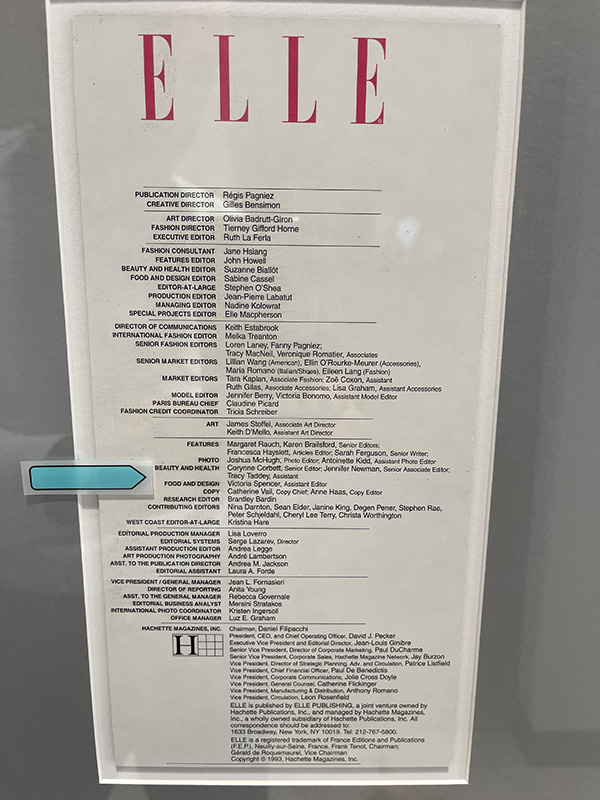 ELLE
PUBLICATION DIRECTOR Régis Pagniez
CREATIVE DIRECTOR Gilles Bensimon
ART DIRECTOR Olivia Badrutt-Giron
FASHION DIRECTOR Tierney Gifford Horne
EXECUTIVE EDITOR Ruth La Ferla
FASHION CONSULTANT Jane Hsiang
FEATURES EDITOR John Howell
BEAUTY AND HEALTH EDITOR Suzanne Biallôt
FOOD AND DESIGN EDITOR Sabine Cassel
EDITOR-AT-LARGE Stephen O'Shea
PRODUCTION EDITOR Jean-Pierre Labatut
MANAGING EDITOR Nadine Kolowrat
SPECIAL PROJECTS EDITOR Elle Macpherson
DIRECTOR OF COMMUNICATIONS Keith Estabrook
INTERNATIONAL FASHION EDITOR Melka Treanton
SENIOR FASHION EDITORS Loren Laney, Fanny Pagniez;
Tracy MacNeil, Veronique Romatier, Associates
SENIOR MARKET EDITORS Lillian Wang (American), Ellin O'Rourke-Meurer (Accessories),
Maria Romano (Italian/Shoes), Eileen Lang (Fashion)
MARKET EDITORS Tara Kaplan, Associate Fashion; Zoë Coxon, Assistant
Ruth Gilas, Associate Accessories; Lisa Graham, Assistant Accessories
MODEL EDITOR Jennifer Berry, Victoria Bonomo, Assistant Model Editor
PARIS BUREAU CHIEF Claudine Picard
FASHION CREDIT COORDINATOR Tricia Schreiber
ART James Stoffel, Associate Art Director
Keith D'Mello, Assistant Art Director
FEATURES Margaret Rauch, Karen Brailsford, Senior Editors;
Francesca Hayslett, Articles Editor; Sarah Ferguson, Senior Writer;
PHOTO Joshua McHugh, Photo Editor; Antoinette Kidd, Assistant Photo Editor
BEAUTY AND HEALTH Corynne Corbett, Senior Editor; Jennifer Newman, Senior Associate Editor;
Tracy Taddey, Assistant
FOOD AND DESIGN Victoria Spencer, Assistant Editor
COPY Catherine Vail, Copy Chief; Anne Haas, Copy Editor
RESEARCH EDITOR Brantley Bardin
CONTRIBUTING EDITORS Nina Darnton, Sean Elder, Janine King, Degen Pener, Stephen Rae,
Peter Schjeldahl, Cheryl Lee Terry, Christa Worthington
WEST COAST EDITOR-AT-LARGE Kristina Hare
EDITORIAL PRODUCTION MANAGER Lisa Loverro
EDITORIAL SYSTEMS Serge Lazarev, Director
ASSISTANT PRODUCTION EDITOR Andrea Legge
ART PRODUCTION PHOTOGRAPHY André Lambertson
ASST. TO THE PUBLICATION DIRECTOR Andrea M. Jackson
EDITORIAL ASSISTANT Laura A. Forde
VICE PRESIDENT / GENERAL MANAGER Jean L. Fornasieri
DIRECTOR OF REPORTING Anita Young
ASST. TO THE GENERAL MANAGER Rebecca Governale
EDITORIAL BUSINESS ANALYST Mersini Stratakos
INTERNATIONAL PHOTO COORDINATOR Kristen Ingersoll
OFFICE MANAGER Luz E. Graham
HACHETTE MAGAZINES, INC. Chairman, Daniel Filipacchi
H President, CEO, and Chief Operating Officer, David J. Pecker
Executive Vice President and Editorial Director, Jean-Louis Ginibre
Senior Vice President, Director of Corporate Marketing, Paul DuCharme
Senior Vice President, Corporate Sales, Hachette Magazine Network, Jay Burzon
Vice President, Director of Strategic Planning, Adv. and Circulation, Patrice Listfield
Vice President, Chief Financial Officer, Paul De Benedictis
Vice President, Corporate Communications, Jolie Cross Doyle
Vice President, General Counsel, Catherine Flickinger
Vice President, Manufacturing & Distribution, Anthony Romano
Vice President, Circulation, Leon Rosenfield
ELLE is published by ELLE PUBLISHING, a joint venture owned by
Hachette Publications, Inc., and managed by Hachette Magazines,
Inc., a wholly owned subsidiary of Hachette Publications, Inc. All
correspondence should be addressed to:
1633 Broadway, New York, NY 10019. Tel: 212-767-5800.
ELLE is a registered trademark of France Editions and Publications
(F.E.P.), Neuilly-sur-Seine, France. Frank Tenot, Chairman;
Gérald de Roquemaurel, Vice Chairman
Copyright © 1993, Hachette Magazines, Inc.